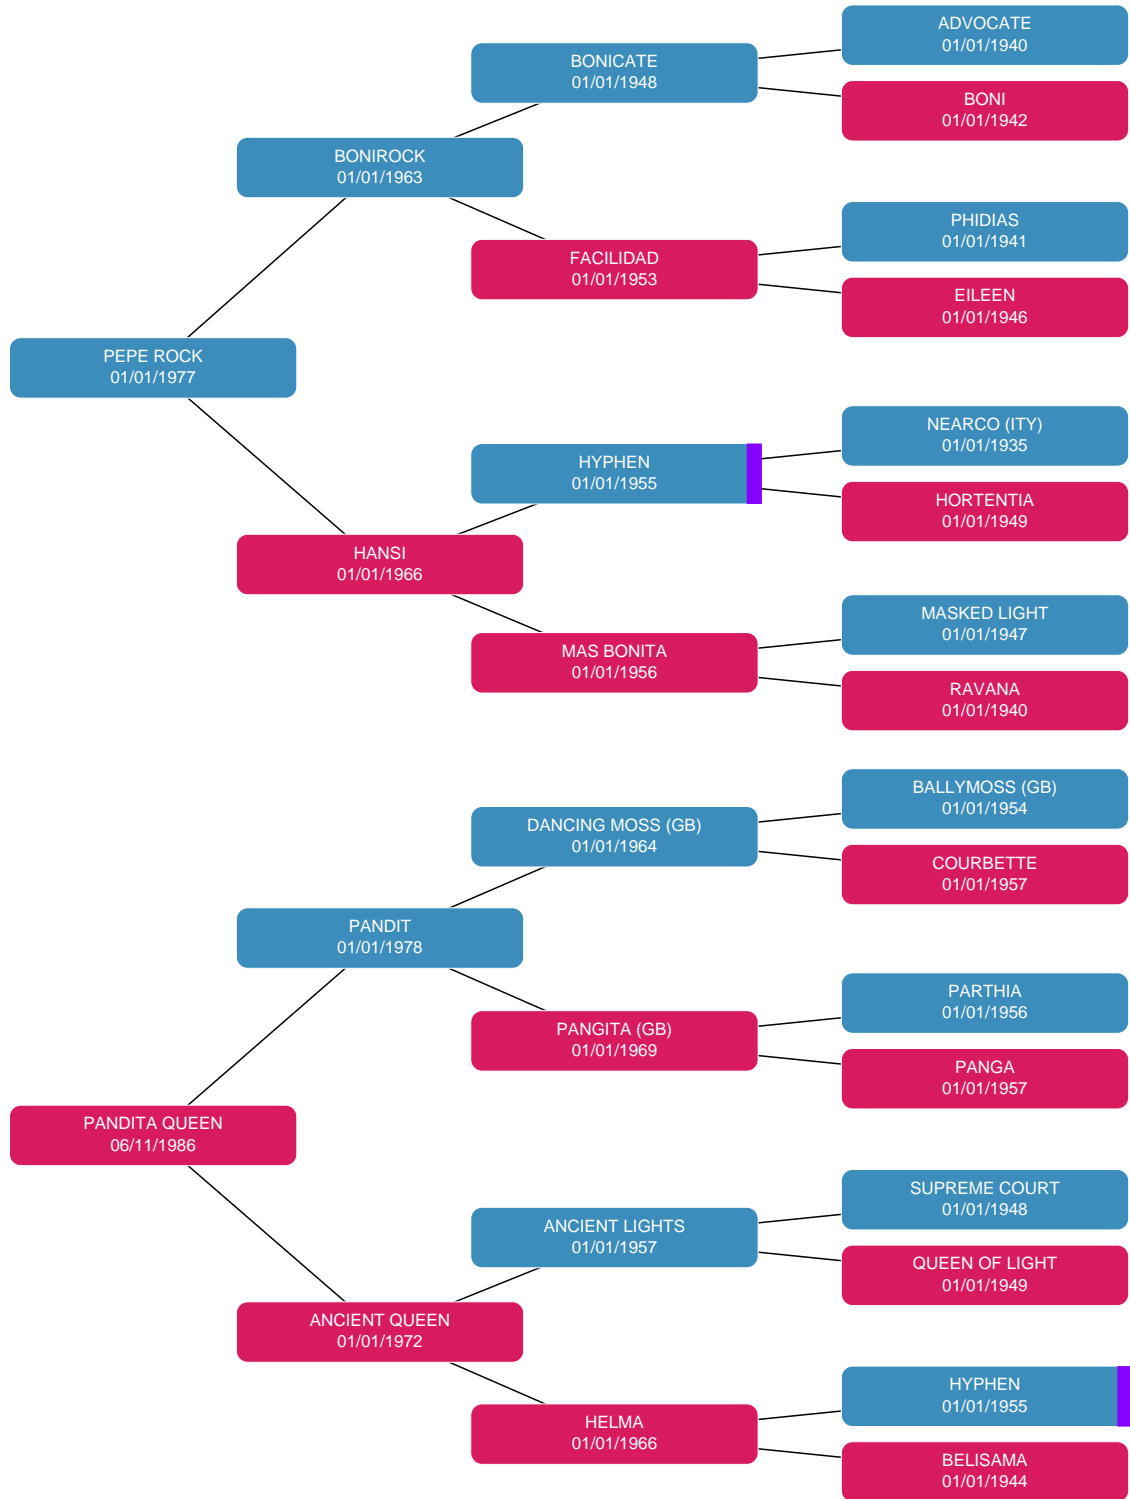 ADVOCATE
01/01/1940
BONICATE
01/01/1948
BONI
01/01/1942
BONIROCK
01/01/1963
PHIDIAS
01/01/1941
FACILIDAD
01/01/1953
EILEEN
01/01/1946
PEPE ROCK
01/01/1977
NEARCO (ITY)
01/01/1935
HYPHEN
01/01/1955
HORTENTIA
01/01/1949
HANSI
01/01/1966
MASKED LIGHT
01/01/1947
MAS BONITA
01/01/1956
RAVANA
01/01/1940
BALLYMOSS (GB)
01/01/1954
DANCING MOSS (GB)
01/01/1964
COURBETTE
01/01/1957
PANDIT
01/01/1978
PARTHIA
01/01/1956
PANGITA (GB)
01/01/1969
PANGA
01/01/1957
PANDITA QUEEN
06/11/1986
SUPREME COURT
01/01/1948
ANCIENT LIGHTS
01/01/1957
QUEEN OF LIGHT
01/01/1949
ANCIENT QUEEN
01/01/1972
HYPHEN
01/01/1955
HELMA
01/01/1966
BELISAMA
01/01/1944